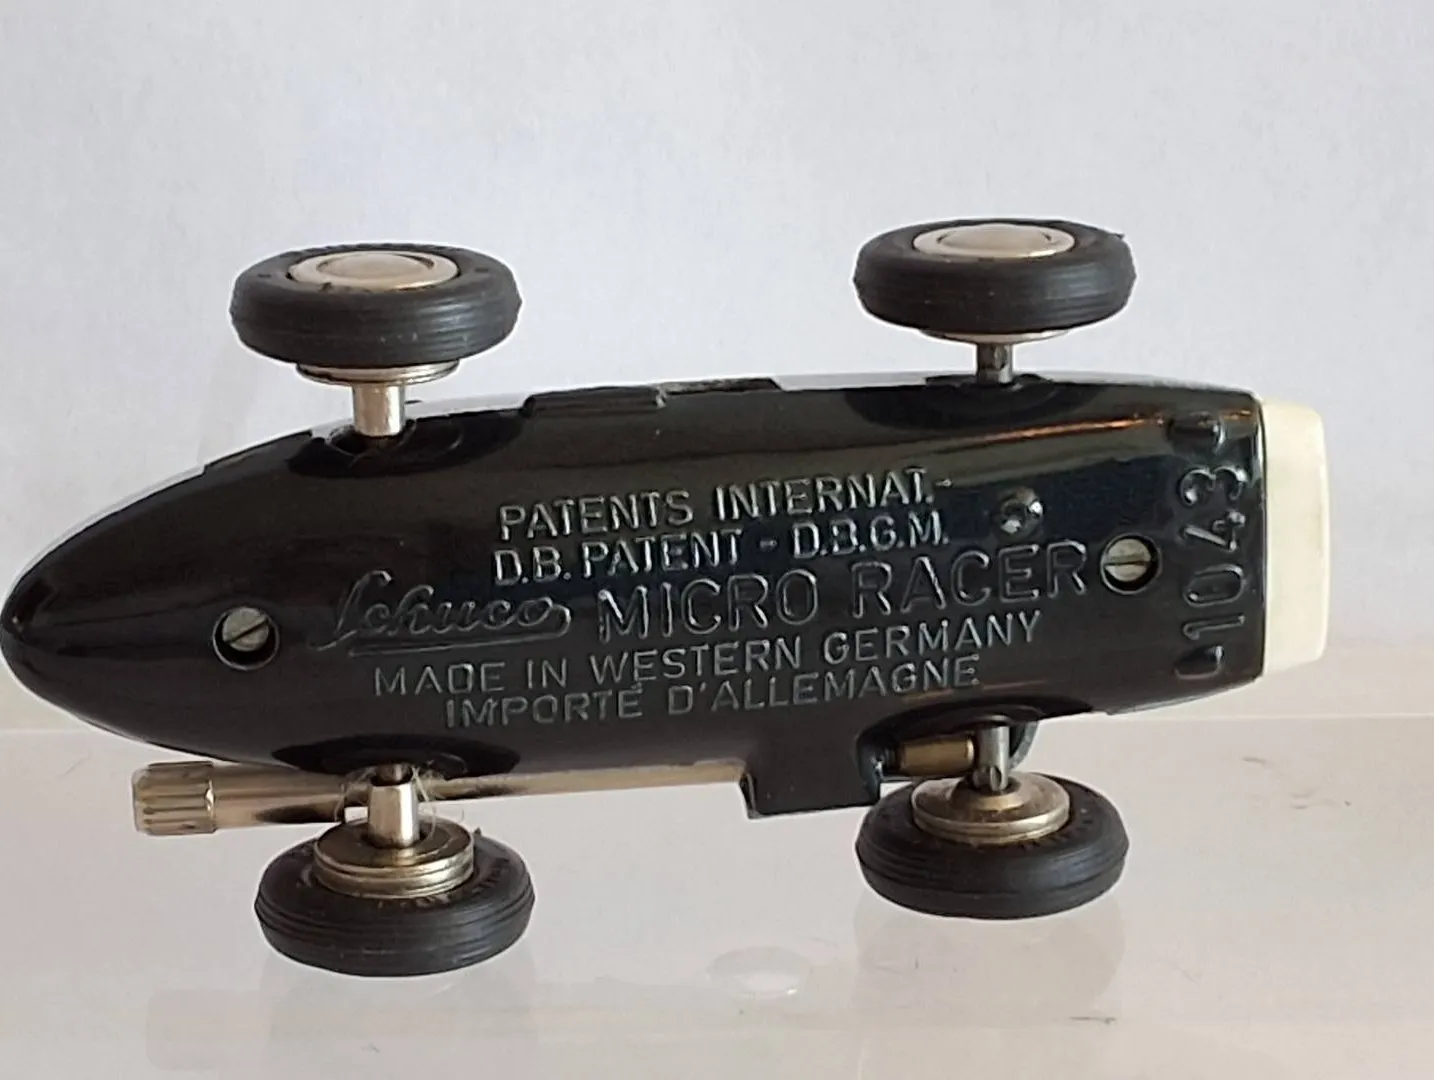 PATENTS INTERNAT.
D.B. PATENT - D.B.G.M.
Schuco MICRO RACER
MADE IN WESTERN GERMANY
IMPORTÉ D'ALLEMAGNE
1043